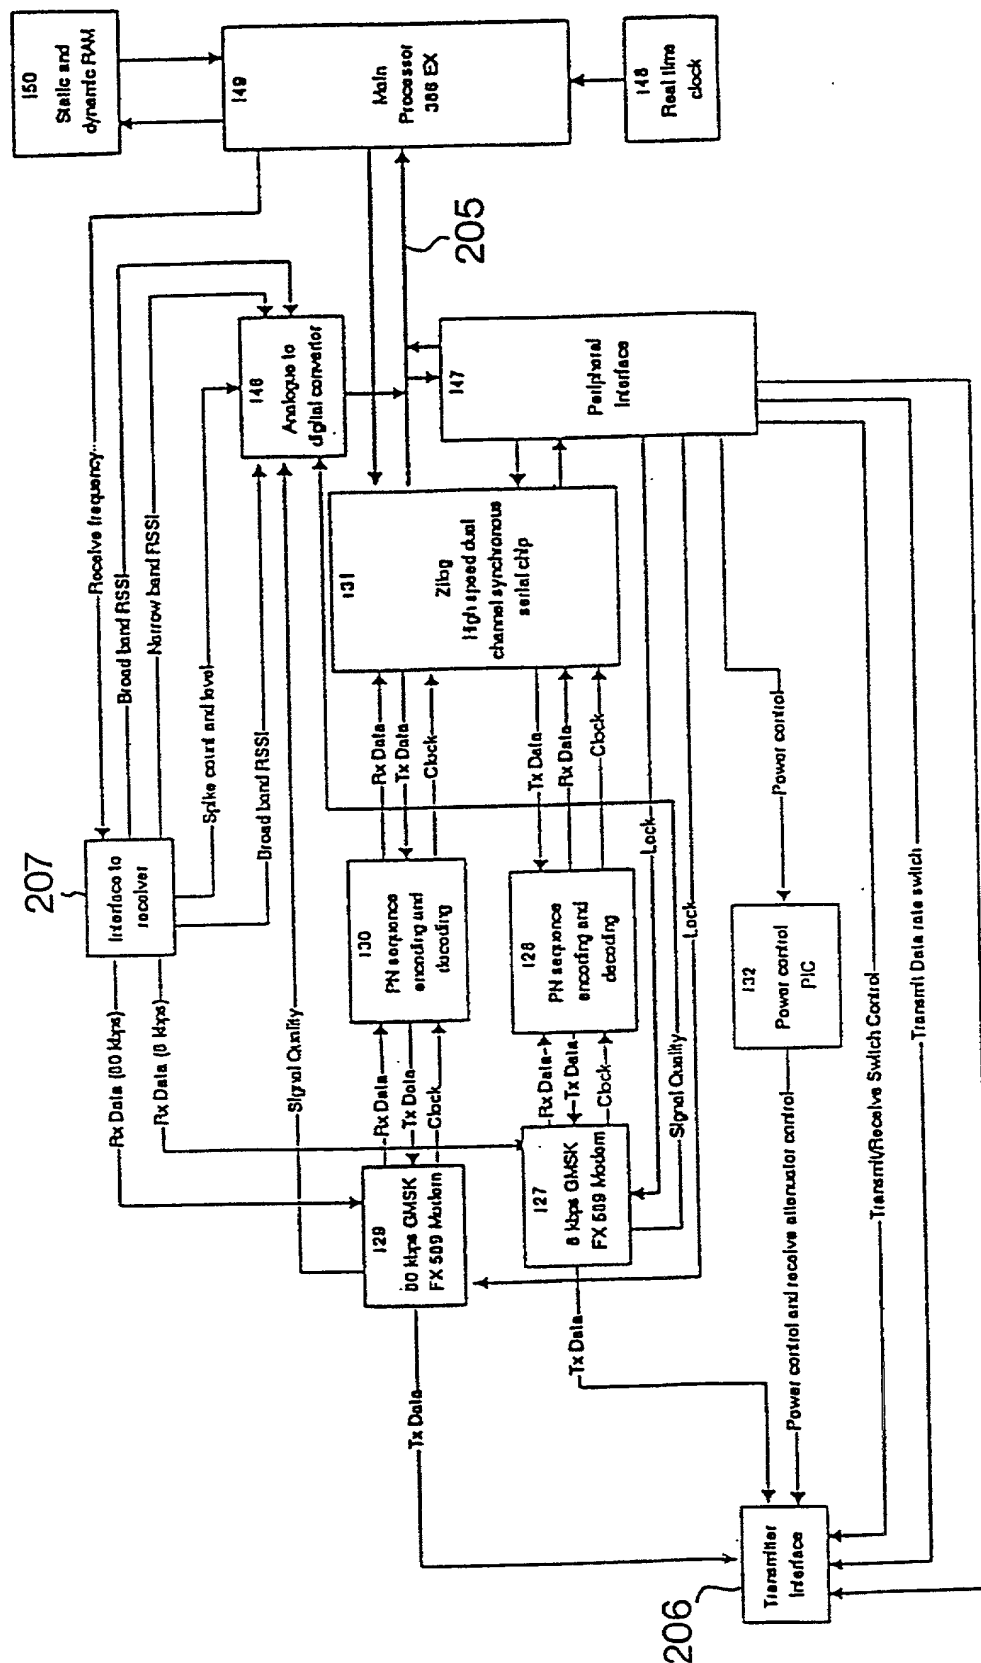 207
Interface to
receiver
150
Static and
dynamic RAM
Receive frequency
Broad band RSSI
Narrow band RSSI
Rx Data (80 kbps)
Rx Data (8 kbps)
Spike count and level
Broad band RSSI
Signal Quality
146
Analogue to
digital convertor
149
Main
Processor
386 EX
148
Real time
clock
205
129
80 kbps GMSK
FX 589 Modem
Rx Data
Tx Data
Clock
130
PN sequence
encoding and
decoding
Rx Data
Tx Data
Clock
131
Zilog
High speed dual
channel synchronous
serial chip
147
Peripheral
Interface
Tx Data
127
8 kbps GMSK
FX 589 Modem
Rx Data
Tx Data
Clock
128
PN sequence
encoding and
decoding
Tx Data
Rx Data
Clock
Tx Data
Signal Quality
Lock
Lock
206
Transmitter
Interface
Power control and receive attenuator control
132
Power control
PIC
Power control
Transmit/Receive Switch Control
Transmit Data rate switch